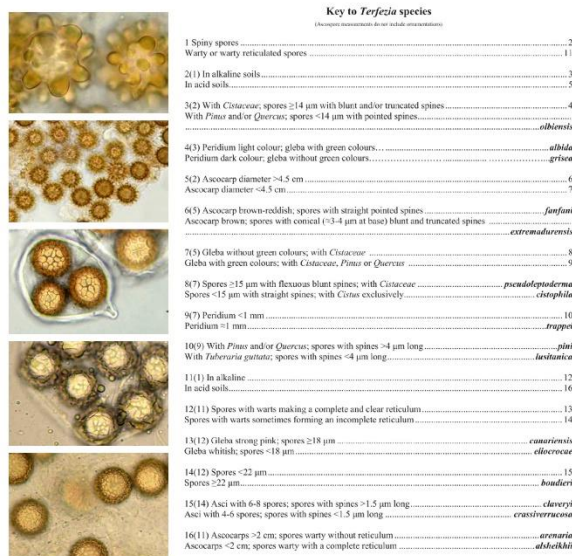 Key to Terfezia species
(Ascospore measurements do not include ornamentations)
1 Spiny spores 2
Warty or warty reticulated spores 11
2(1) In alkaline soils 3
In acid soils 5
3(2) With Cistaceae; spores ≥14 µm with blunt and/or truncated spines 4
With Pinus and/or Quercus; spores <14 µm with pointed spines
olbiensis
4(3) Peridium light colour; gleba with green colours albida
Peridium dark colour; gleba without green colours grisea
5(2) Ascocarp diameter >4.5 cm 6
Ascocarp diameter <4.5 cm 7
6(5) Ascocarp brown-reddish; spores with straight pointed spines fanfani
Ascocarp brown; spores with conical (≈3-4 µm at base) blunt and truncated spines
extremadurensis
7(5) Gleba without green colours; with Cistaceae 8
Gleba with green colours; with Cistaceae, Pinus or Quercus 9
8(7) Spores ≥15 µm with flexuous blunt spines; with Cistaceae pseudoleptoderma
Spores <15 µm with straight spines; with Cistus exclusively cistophila
9(7) Peridium <1 mm 10
Peridium ≈1 mm trappei
10(9) With Pinus and/or Quercus; spores with spines >4 µm long pini
With Tuberaria guttata; spores with spines <4 µm long lusitanica
11(1) In alkaline 12
In acid soils 16
12(11) Spores with warts making a complete and clear reticulum 13
Spores with warts sometimes forming an incomplete reticulum 14
13(12) Gleba strong pink; spores ≥18 µm canariensis
Gleba whitish; spores <18 µm eliocrocae
14(12) Spores <22 µm 15
Spores ≥22 µm boudieri
15(14) Asci with 6-8 spores; spores with spines >1.5 µm long claveryi
Asci with 4-6 spores; spores with spines <1.5 µm long crassiverrucosa
16(11) Ascocarps >2 cm; spores warty without reticulum arenaria
Ascocarps <2 cm; spores warty with a complete reticulum alsheikhii